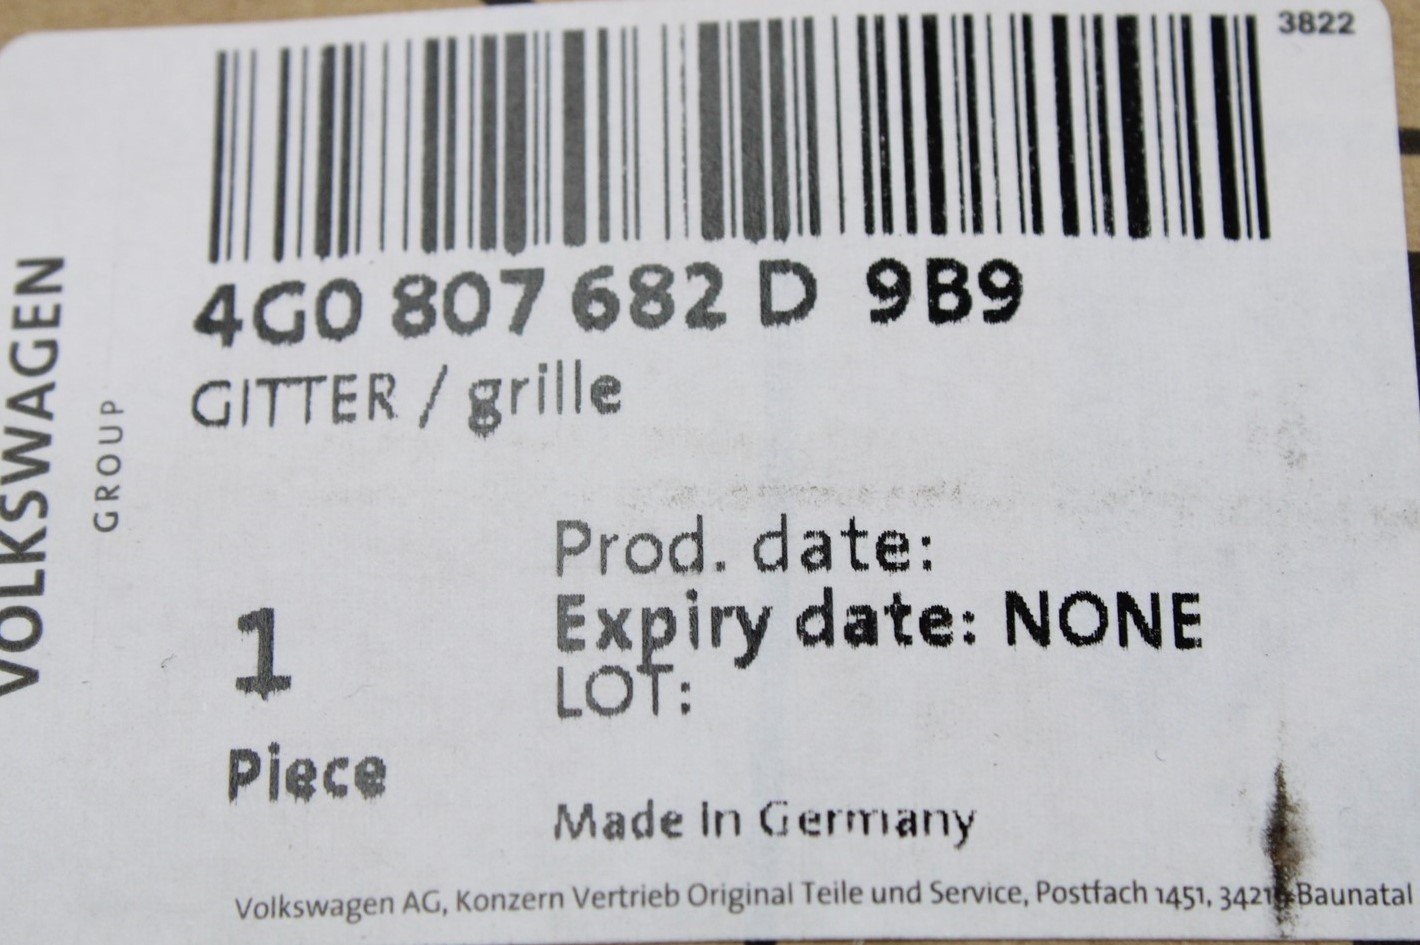 3822
4G0 807 682 D 9B9
GITTER / grille
VOLKSWAGEN
GROUP
Prod. date:
Expiry date: NONE
LOT:
1
Piece
Made In Germany
Volkswagen AG, Konzern Vertrieb Original Teile und Service, Postfach 1451, Baunatal